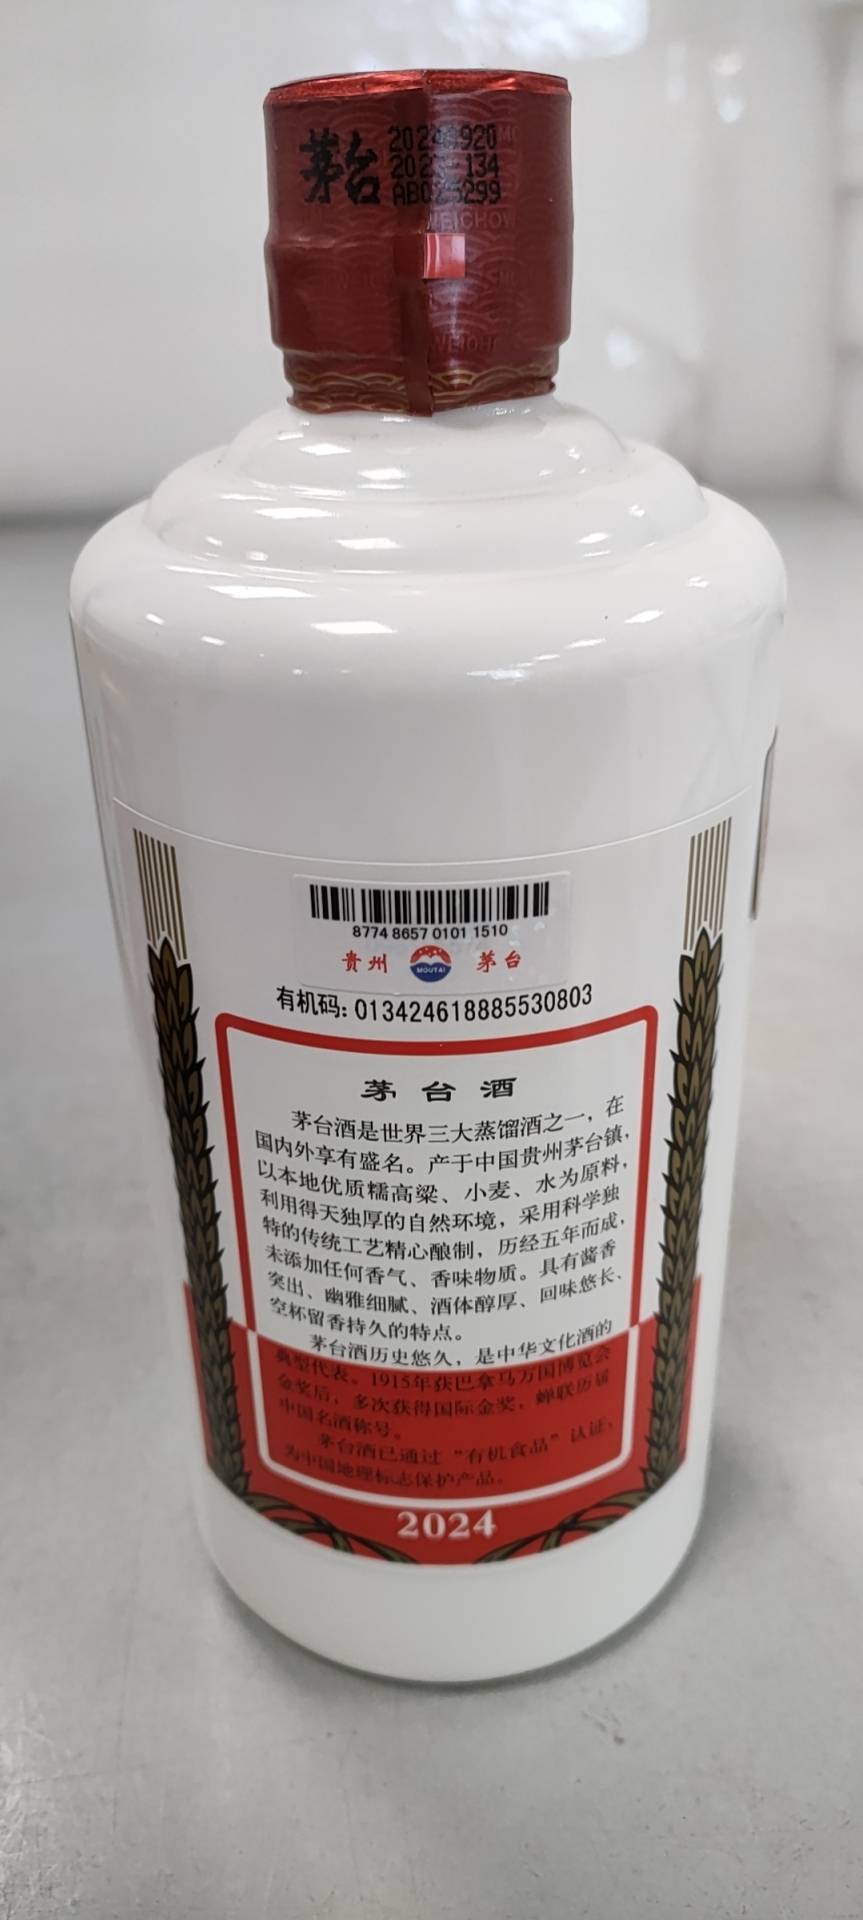 茅台
20240920
2023-134
AB025299
WEICHOW
8774 8657 0101 1510
贵州 MOUTAI 茅台
有机码: 013424618885530803
茅台酒
茅台酒是世界三大蒸馏酒之一，在
国内外享有盛名。产于中国贵州茅台镇，
以本地优质糯高粱、小麦、水为原料，
利用得天独厚的自然环境，采用科学独
特的传统工艺精心酿制，历经五年而成，
未添加任何香气、香味物质。具有酱香
突出、幽雅细腻、酒体醇厚、回味悠长、
空杯留香持久的特点。
茅台酒历史悠久，是中华文化酒的
典型代表。1915年获巴拿马万国博览会
金奖后，多次获得国际金奖，蝉联历届
中国名酒称号。
茅台酒已通过“有机食品”认证，
为中国地理标志保护产品。
2024